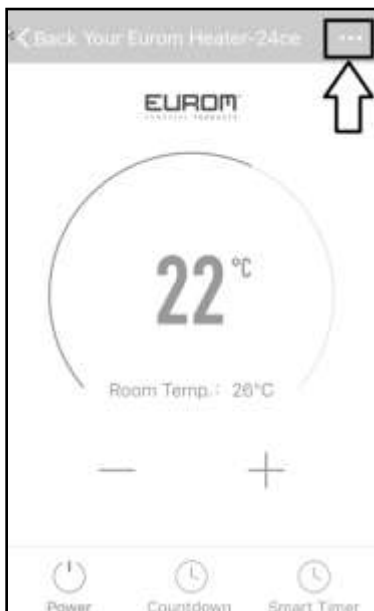 Back Your Eurom Heater-24ce ...
EUROM
22 °C
Room Temp.: 26°C
— +
Power Countdown Smart Timer